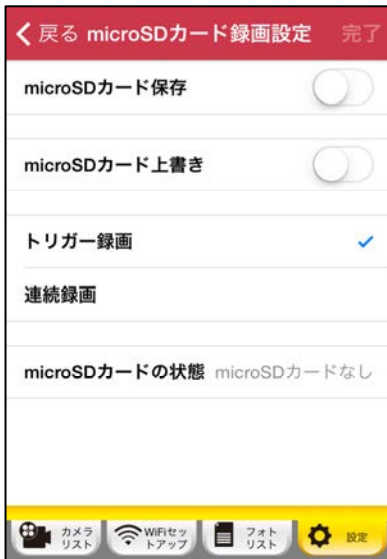 戻る microSDカード録画設定 完了
microSDカード保存
microSDカード上書き
トリガー録画
連続録画
microSDカードの状態 microSDカードなし
カメラ
リスト
WiFiセッ
トアップ
フォト
リスト
設定